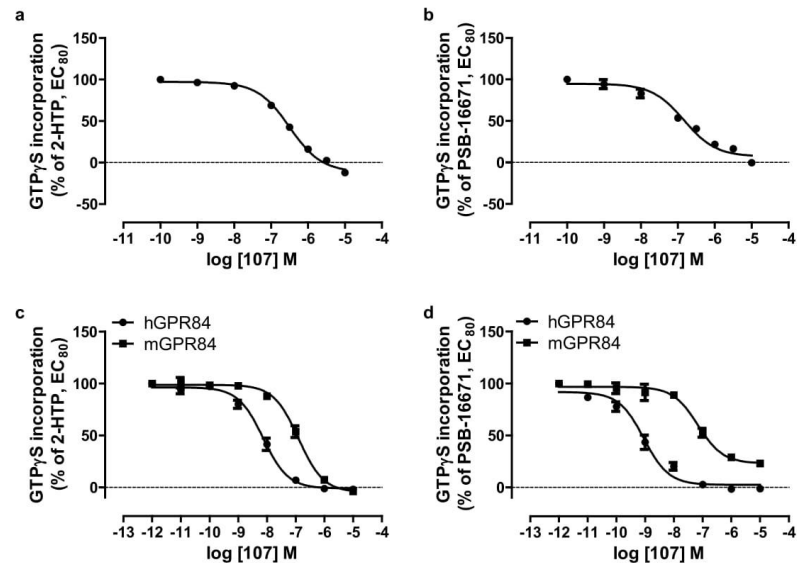 a
GTPγS incorporation
(% of 2-HTP, EC80)
150
100
50
0
-50
-11 -10 -9 -8 -7 -6 -5 -4
log [107] M
b
GTPγS incorporation
(% of PSB-16671, EC80)
150
100
50
0
-50
-11 -10 -9 -8 -7 -6 -5 -4
log [107] M
c
hGPR84
mGPR84
GTPγS incorporation
(% of 2-HTP, EC80)
150
100
50
0
-13 -12 -11 -10 -9 -8 -7 -6 -5 -4
log [107] M
d
hGPR84
mGPR84
GTPγS incorporation
(% of PSB-16671, EC80)
150
100
50
0
-13 -12 -11 -10 -9 -8 -7 -6 -5 -4
log [107] M